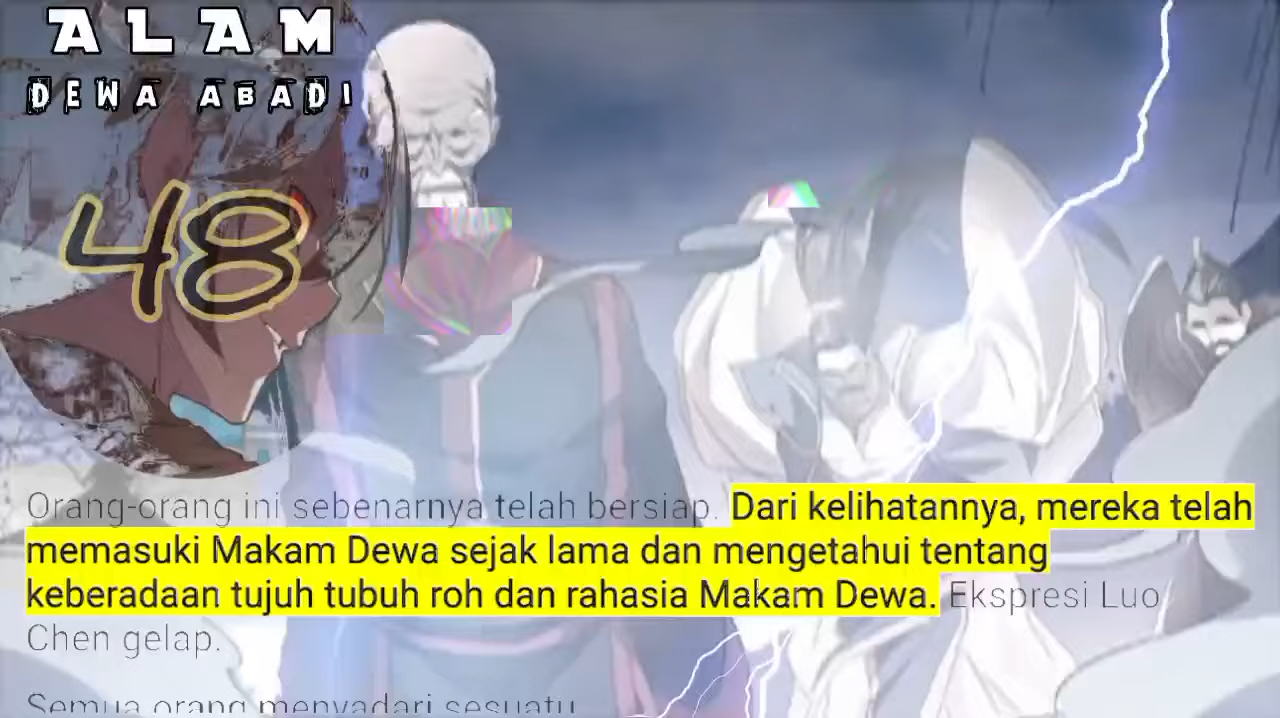 ALAM
DEWA ABADI
48
Orang-orang ini sebenarnya telah bersiap. Dari kelihatannya, mereka telah
memasuki Makam Dewa sejak lama dan mengetahui tentang
keberadaan tujuh tubuh roh dan rahasia Makam Dewa. Ekspresi Luo
Chen gelap.
Semua orang menyadari sesuatu